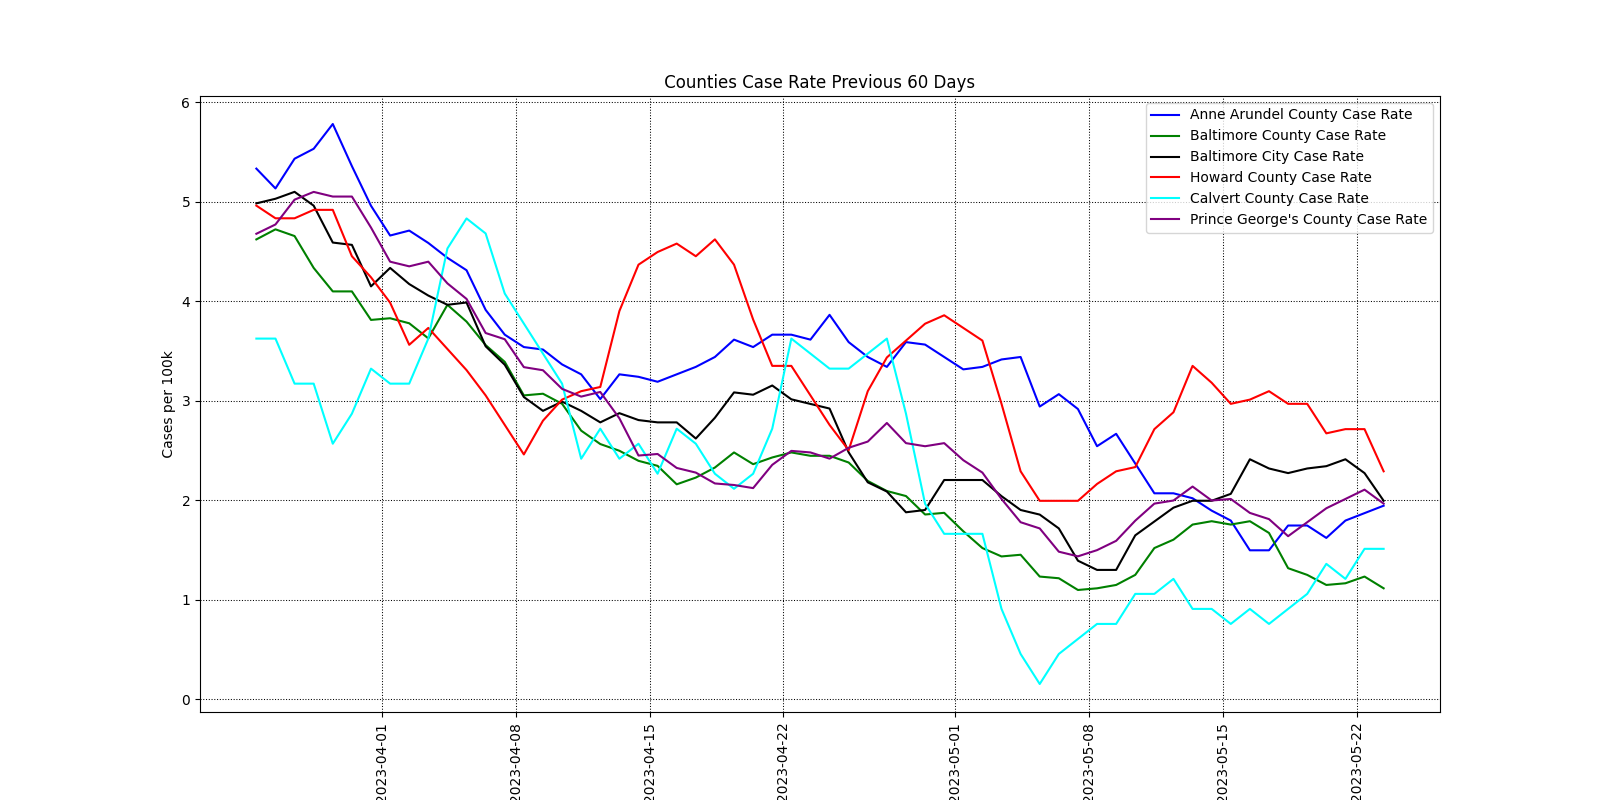 Counties Case Rate Previous 60 Days
6
5
4
3
2
1
0
Cases per 100k
Anne Arundel County Case Rate
Baltimore County Case Rate
Baltimore City Case Rate
Howard County Case Rate
Calvert County Case Rate
Prince George's County Case Rate
2023-04-01
2023-04-08
2023-04-15
2023-04-22
2023-05-01
2023-05-08
2023-05-15
2023-05-22